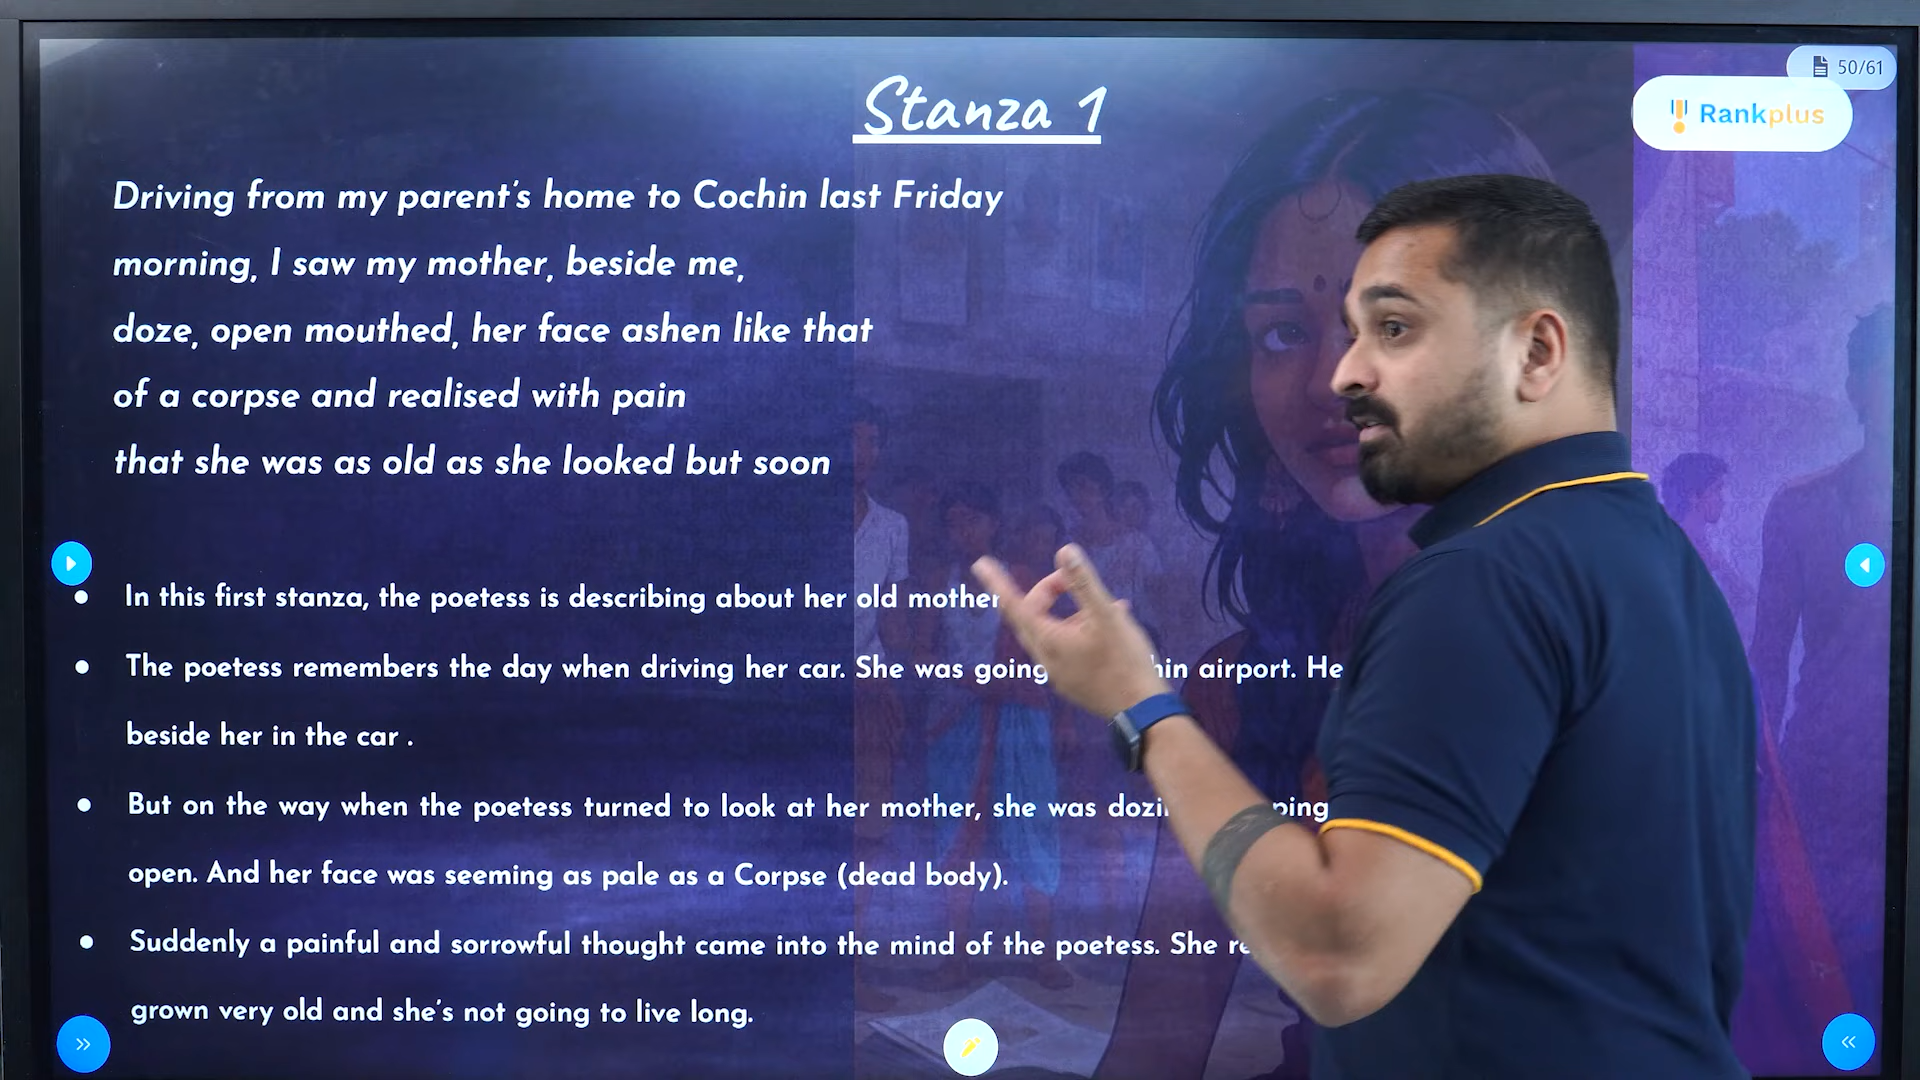 Stanza 1
50/61
Rankplus
Driving from my parent's home to Cochin last Friday
morning, I saw my mother, beside me,
doze, open mouthed, her face ashen like that
of a corpse and realised with pain
that she was as old as she looked but soon
In this first stanza, the poetess is describing about her old mother
The poetess remembers the day when driving her car. She was going airport.
beside her in the car .
But on the way when the poetess turned to look at her mother, she was
open. And her face was seeming as pale as a Corpse (dead body).
Suddenly a painful and sorrowful thought came into the mind of the poetess. She
grown very old and she's not going to live long.